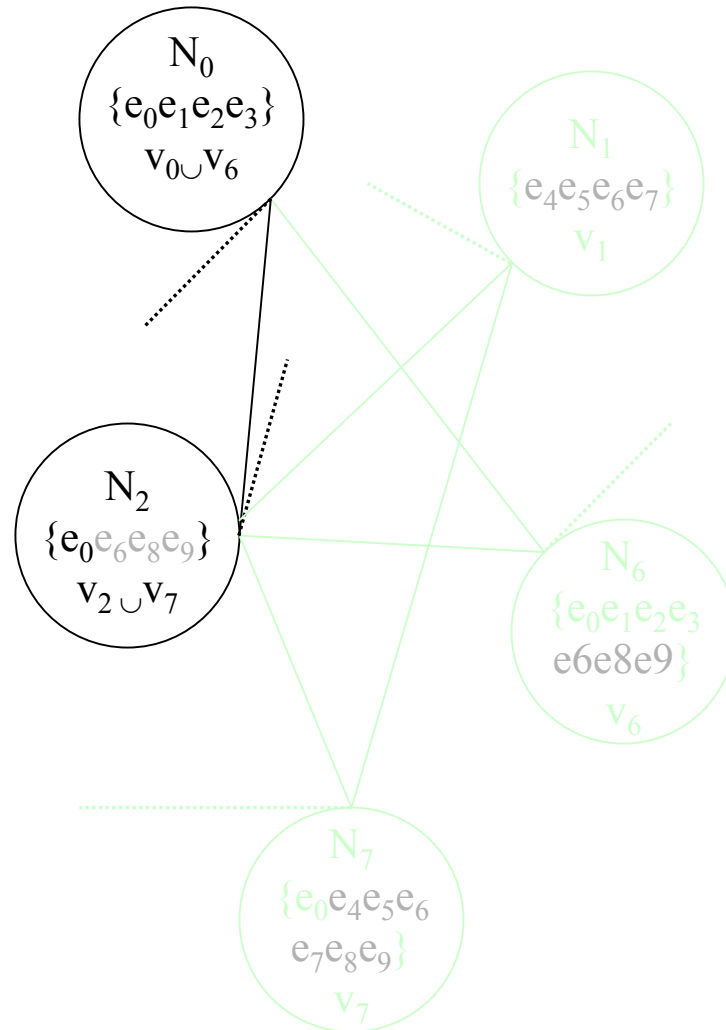 N₀
{e₀e₁e₂e₃}
v₀∪v₆
N₁
{e₄e₅e₆e₇}
v₁
N₂
{e₀e₆e₈e₉}
v₂∪v₇
N₆
{e₀e₁e₂e₃
e6e8e9}
v₆
N₇
{e₀e₄e₅e₆
e₇e₈e₉}
v₇